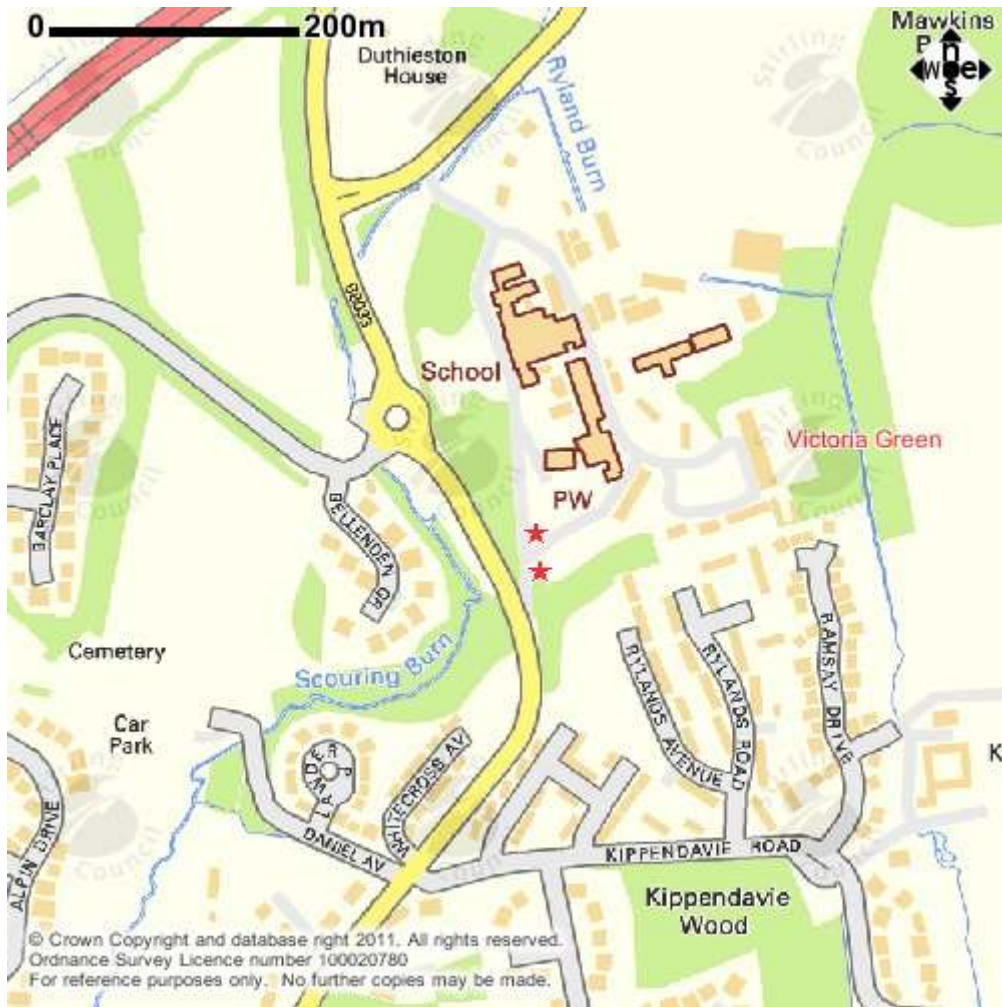 0 200m
Mawkins
P
n
W e
s
Duthieston
House
Ryland Burn
Stirling
Council
B8033
School
Victoria Green
PW
BARCLAY PLACE
BELLENDEN GR
Cemetery
Scouring Burn
Car
Park
RYLANDS AVENUE
RYLANDS ROAD
RAMSAY DRIVE
K
WHITECROSS AV
DANIEL AV
ALPIN DRIVE
KIPPENDAVIE ROAD
Kippendavie
Wood
© Crown Copyright and database right 2011. All rights reserved.
Ordnance Survey Licence number 100020780
For reference purposes only. No further copies may be made.